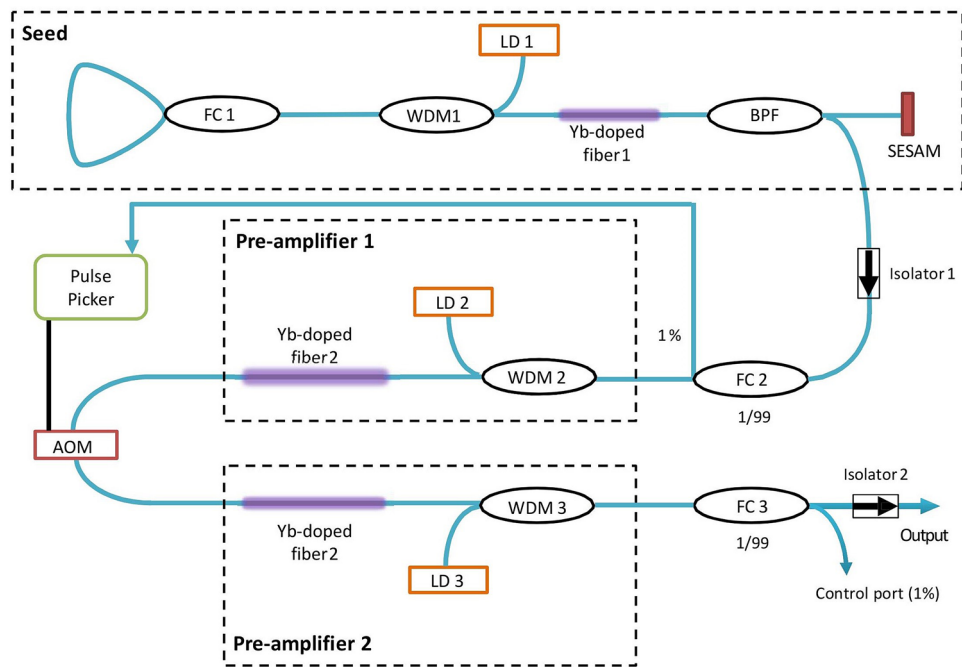 Seed
LD 1
FC 1
WDM1
Yb-doped
fiber1
BPF
SESAM
Pre-amplifier 1
Pulse
Picker
Isolator 1
LD 2
1%
Yb-doped
fiber2
WDM 2
FC 2
1/99
AOM
Isolator 2
WDM 3
FC 3
Output
Yb-doped
fiber2
1/99
LD 3
Control port (1%)
Pre-amplifier 2